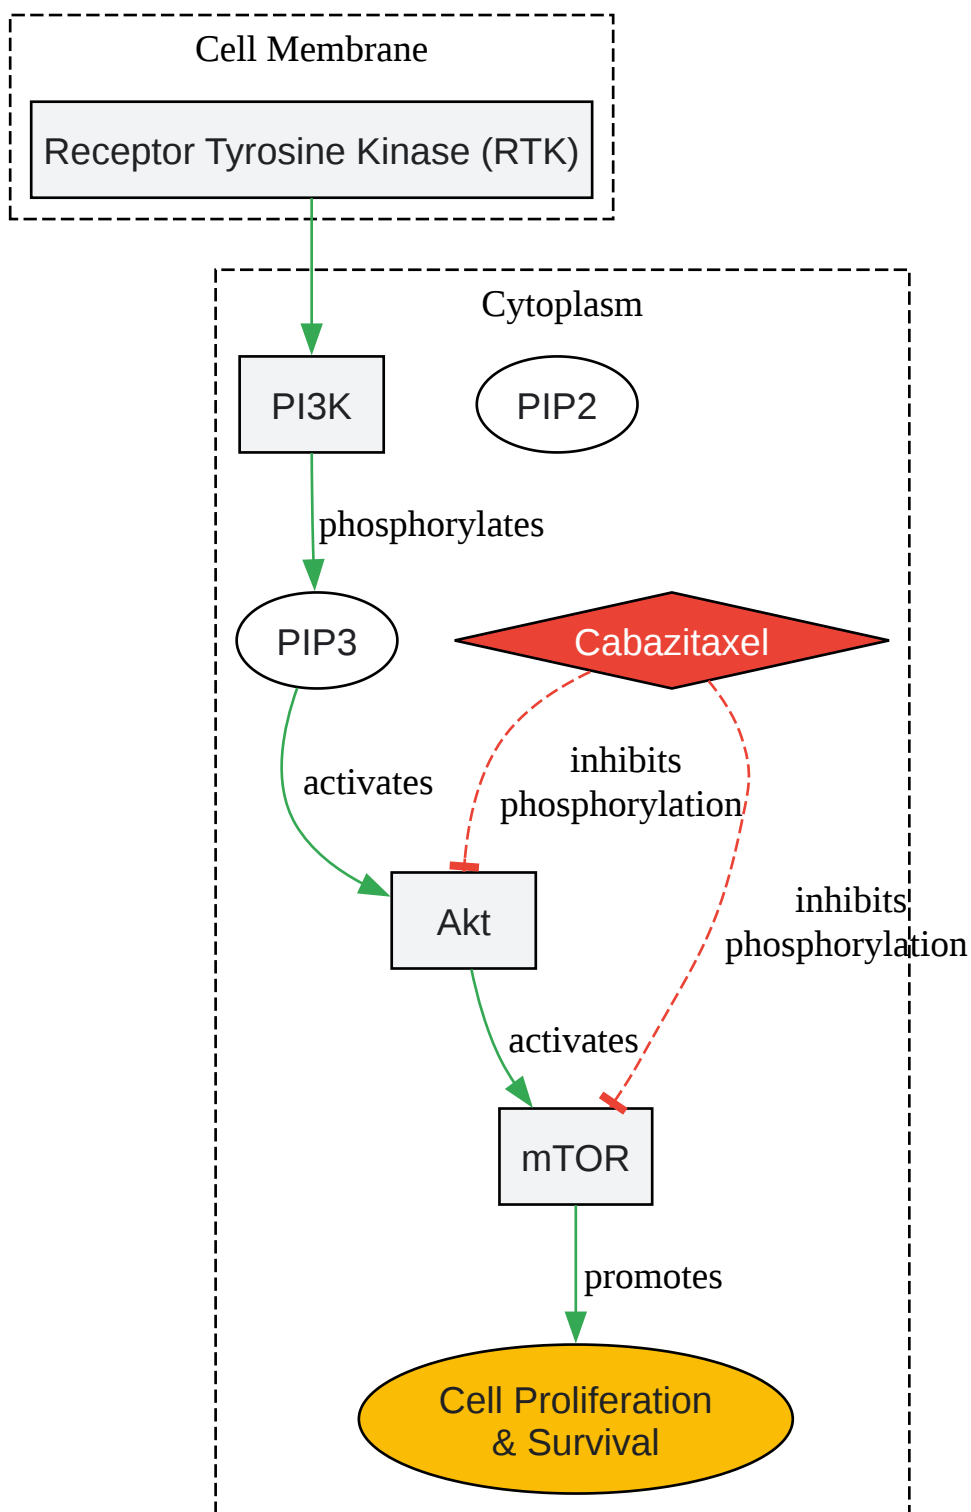 Cell Membrane
Receptor Tyrosine Kinase (RTK)
Cytoplasm
PI3K
PIP2
phosphorylates
PIP3
Cabazitaxel
activates
inhibits
phosphorylation
inhibits
phosphorylation
Akt
activates
mTOR
promotes
Cell Proliferation
& Survival